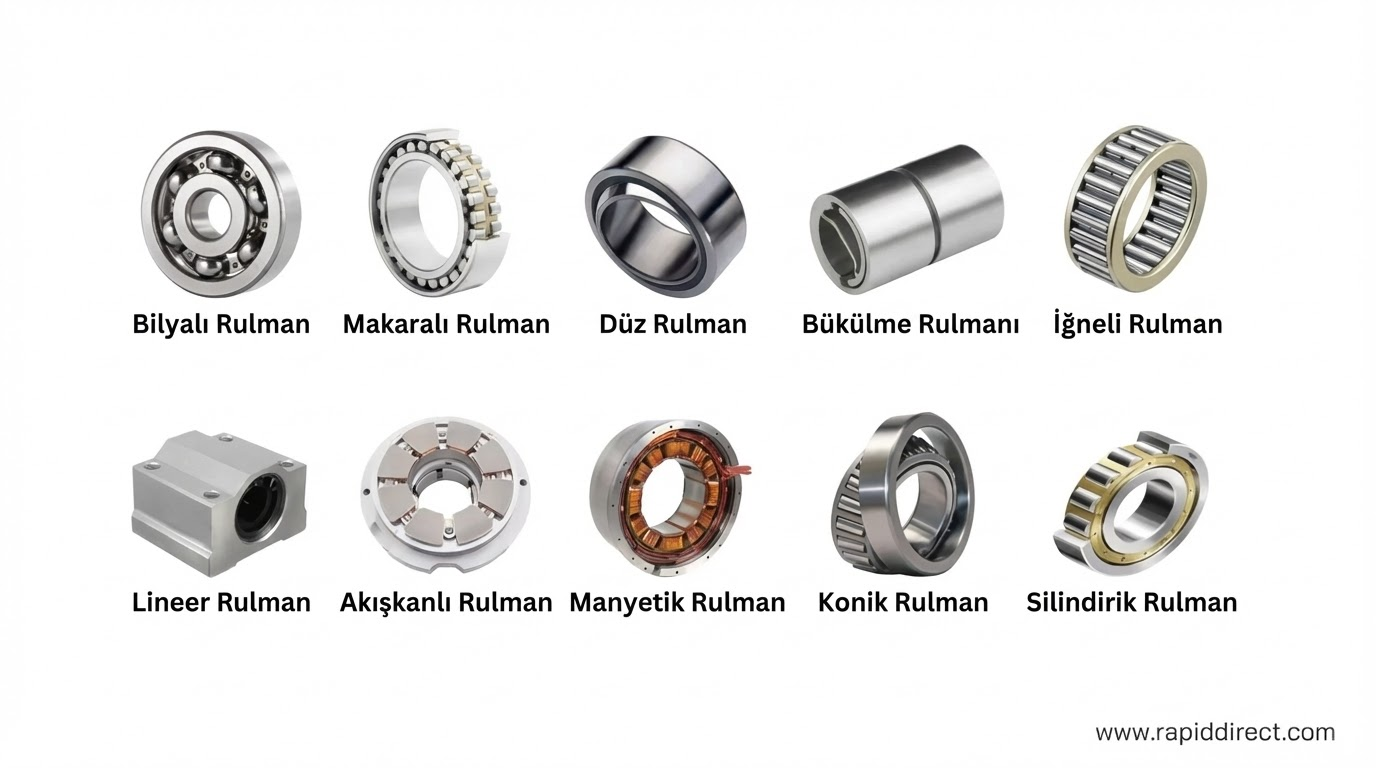 Bilyalı Rulman
Makaralı Rulman
Düz Rulman
Bükülme Rulmanı
İğneli Rulman
Lineer Rulman
Akışkanlı Rulman
Manyetik Rulman
Konik Rulman
Silindirik Rulman
www.rapiddirect.com